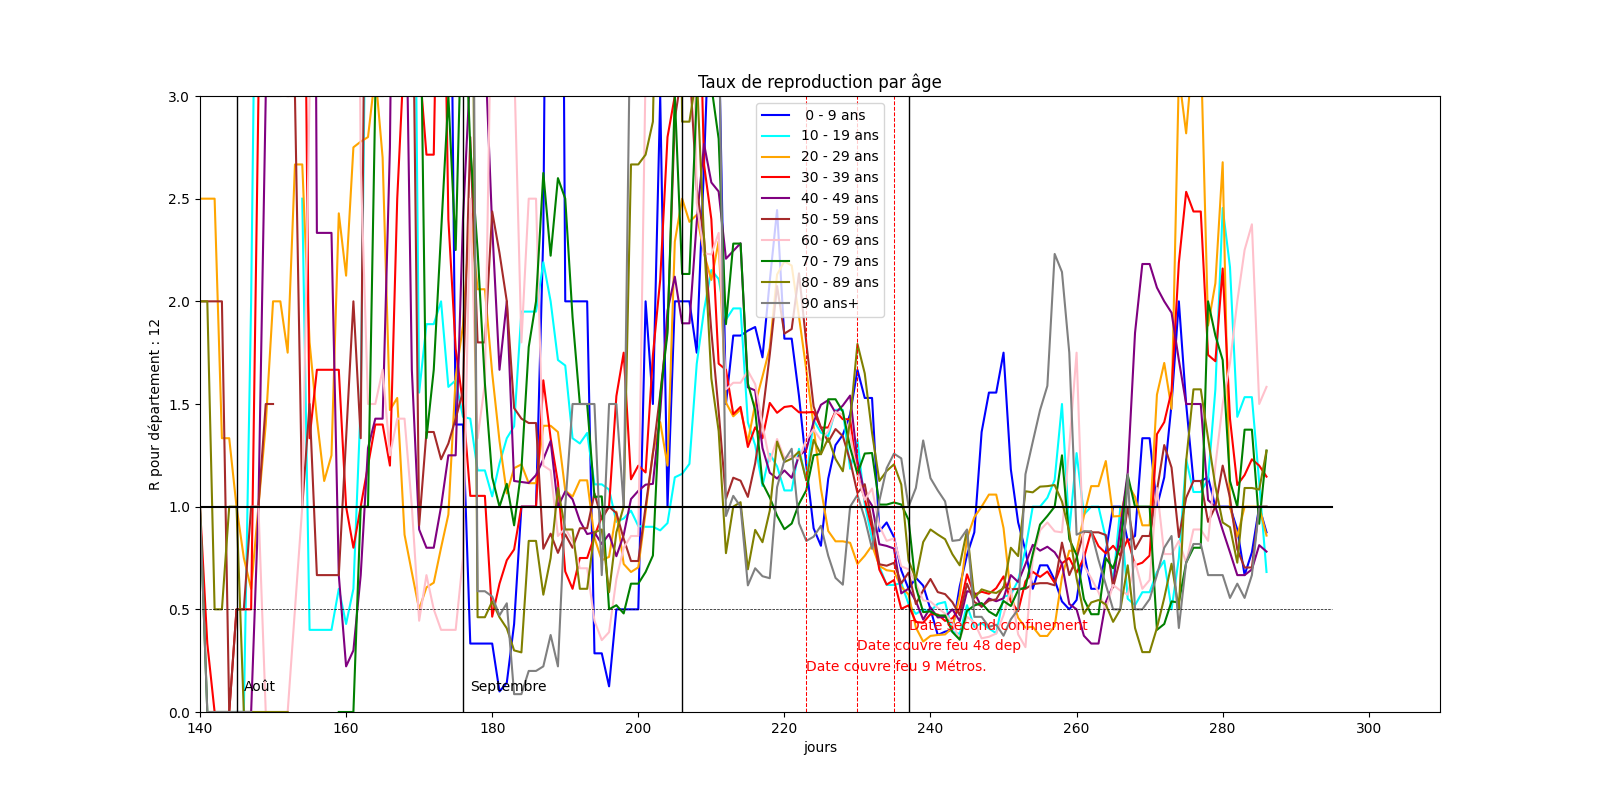 Taux de reproduction par âge
3.0
2.5
2.0
1.5
1.0
0.5
0.0
R pour département : 12
0 - 9 ans
10 - 19 ans
20 - 29 ans
30 - 39 ans
40 - 49 ans
50 - 59 ans
60 - 69 ans
70 - 79 ans
80 - 89 ans
90 ans+
Date second confinement
Date couvre feu 48 dep
Date couvre feu 9 Métros.
Août
Septembre
140 160 180 200 220 240 260 280 300
jours